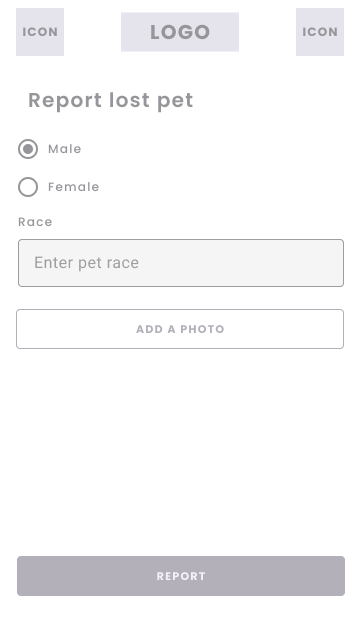 ICON
LOGO
ICON
Report lost pet
Male
Female
Race
Enter pet race
ADD A PHOTO
REPORT